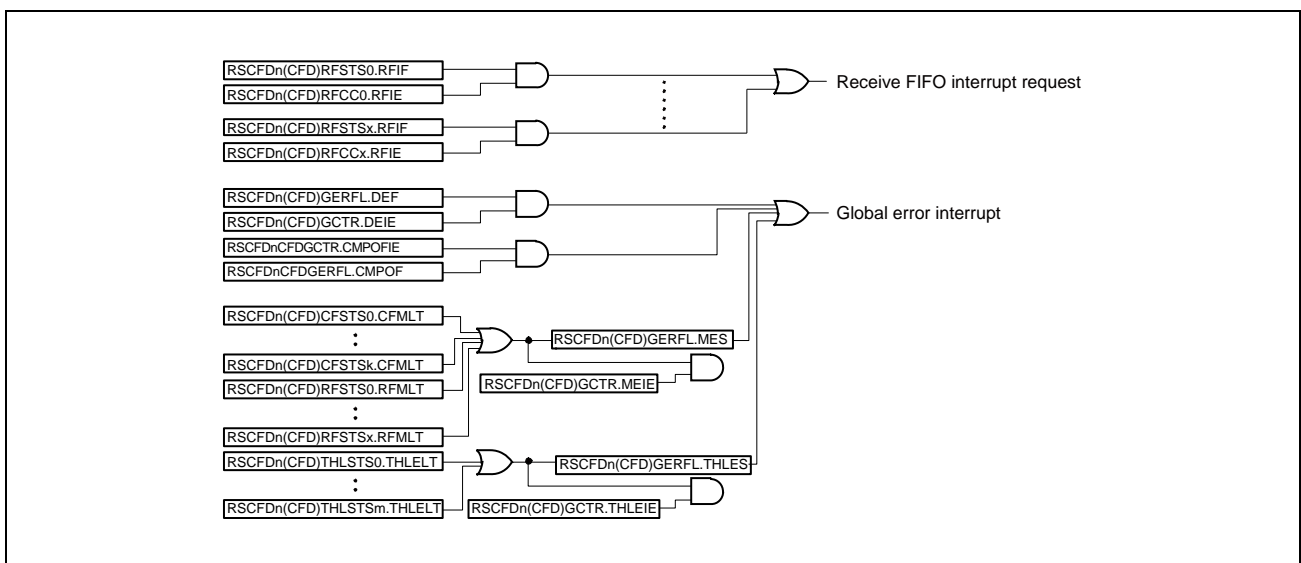 RSCFDn(CFD)RFSTS0.RFIF
RSCFDn(CFD)RFCC0.RFIE
Receive FIFO interrupt request
RSCFDn(CFD)RFSTSx.RFIF
RSCFDn(CFD)RFCCx.RFIE
RSCFDn(CFD)GERFL.DEF
RSCFDn(CFD)GCTR.DEIE
Global error interrupt
RSCFDnCFDGCTR.CMPOFIE
RSCFDnCFDGERFL.CMPOF
RSCFDn(CFD)CFSTS0.CFMLT
RSCFDn(CFD)GERFL.MES
RSCFDn(CFD)CFSTSk.CFMLT
RSCFDn(CFD)GCTR.MEIE
RSCFDn(CFD)RFSTS0.RFMLT
RSCFDn(CFD)RFSTSx.RFMLT
RSCFDn(CFD)THLSTS0.THLELT
RSCFDn(CFD)GERFL.THLES
RSCFDn(CFD)THLSTSm.THLELT
RSCFDn(CFD)GCTR.THLEIE